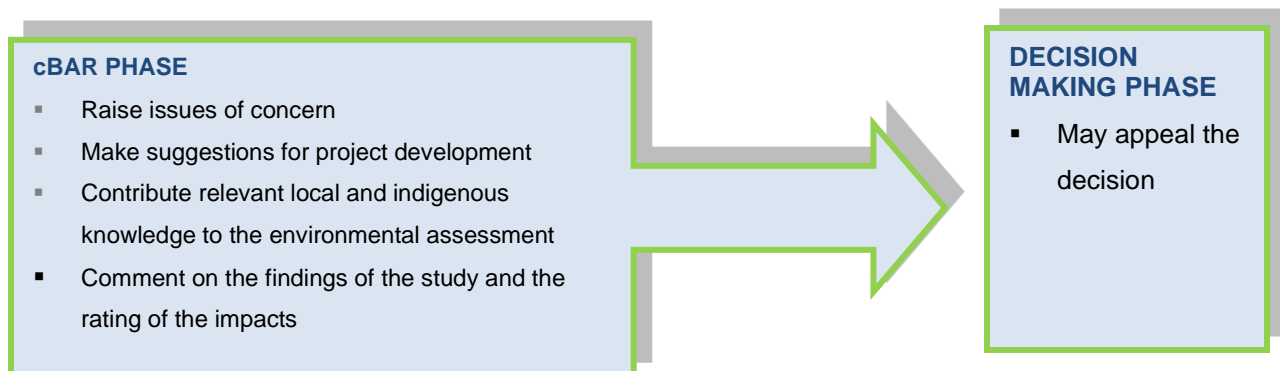 cBAR PHASE
▪ Raise issues of concern
▪ Make suggestions for project development
▪ Contribute relevant local and indigenous
knowledge to the environmental assessment
▪ Comment on the findings of the study and the
rating of the impacts
DECISION
MAKING PHASE
▪ May appeal the
decision